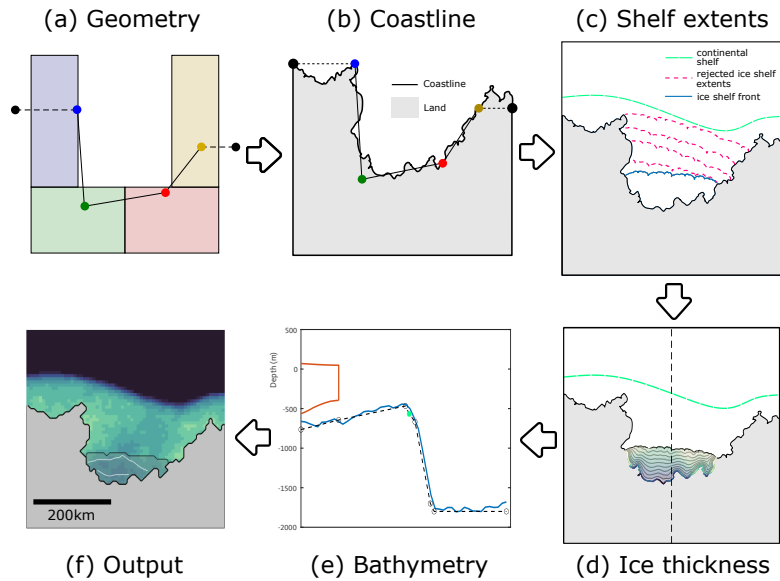 (a) Geometry
(b) Coastline
(c) Shelf extents
Coastline
Land
continental
shelf
rejected ice shelf
extents
ice shelf front
500
0
-500
-1000
-1500
-2000
Depth (m)
200km
(f) Output
(e) Bathymetry
(d) Ice thickness